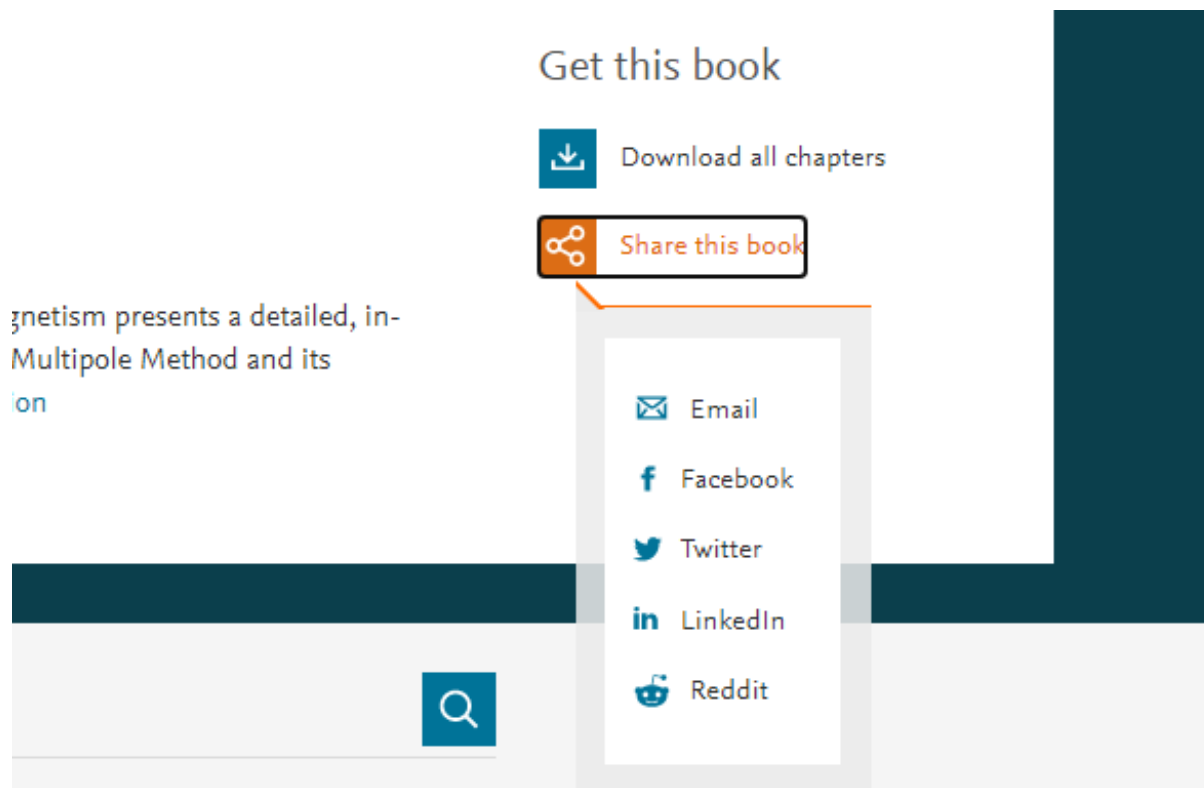 Get this book
Download all chapters
Share this book
gnetism presents a detailed, in-
Multipole Method and its
ion
Email
Facebook
Twitter
LinkedIn
Reddit